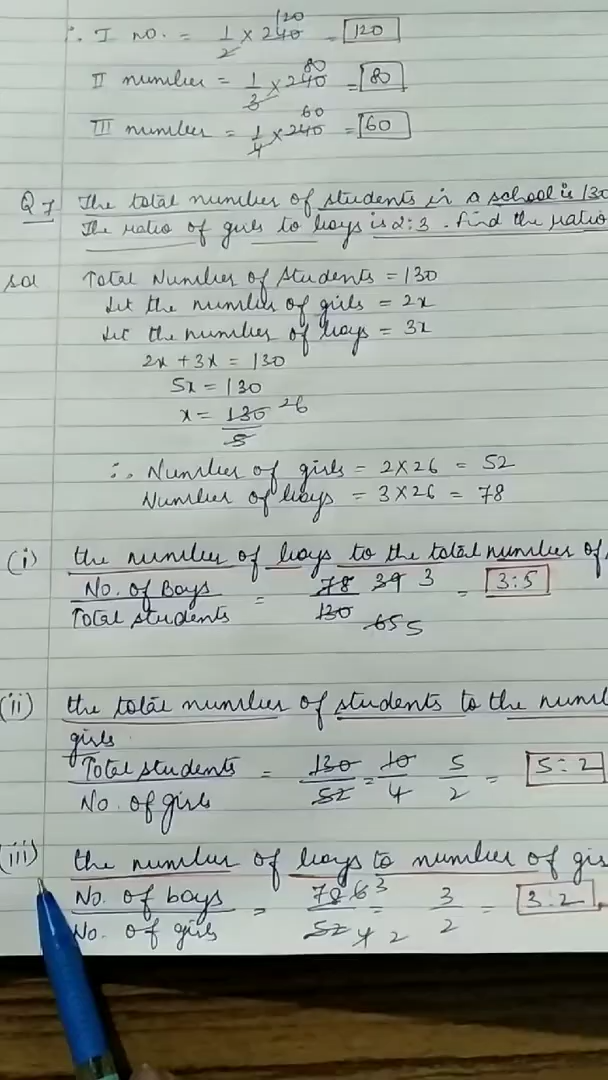 ∴ I no. = 1/2 × 240 120 = 120
II number = 1/3 × 240 80 = 80
III number = 1/4 × 240 60 = 60
Q7 The total number of students in a school is 130
The ratio of girls to boys is 2:3. Find the ratio
Sol Total Number of Students = 130
Let the number of girls = 2x
Let the number of boys = 3x
2x + 3x = 130
5x = 130
x = 130/5 26
∴ Number of girls = 2×26 = 52
Number of boys = 3×26 = 78
(i) the number of boys to the total number of
No. of Boys/Total students = 78/130 39/65 3/5 = 3:5
(ii) the total number of students to the
girls
Total students/No. of girls = 130/52 = 10/4 5/2 = 5:2
(iii) the number of boys to number of
No. of boys/No. of girls = 78/52 6/4 3/2 = 3/2 = 3:2